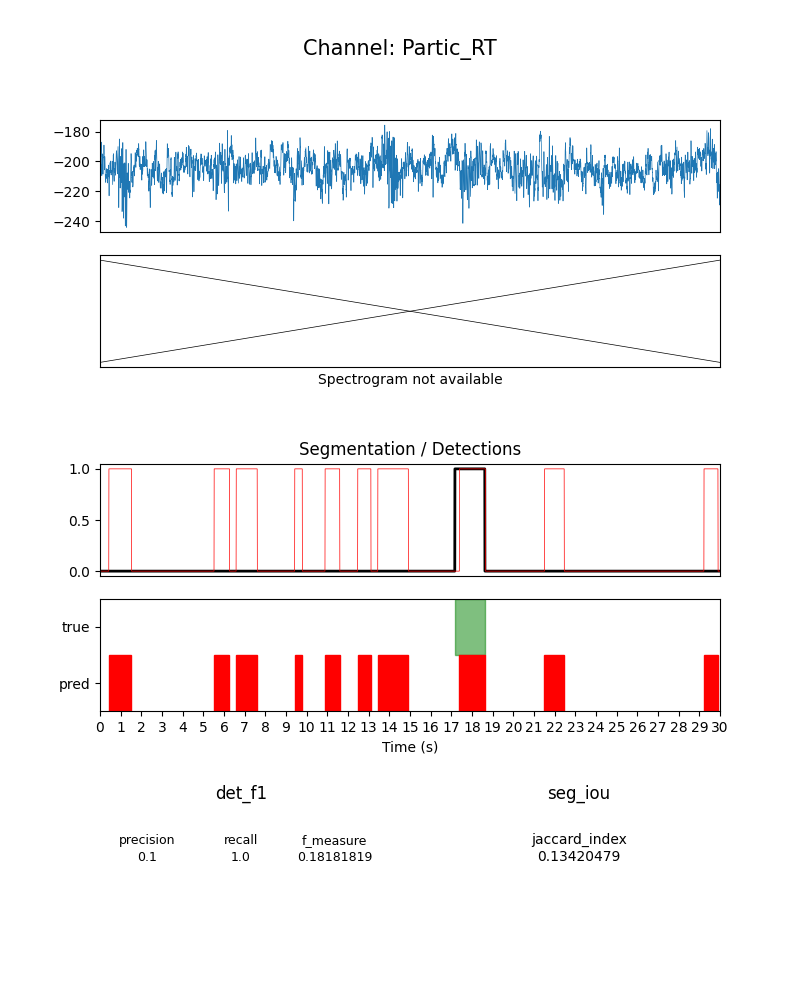 Channel: Partic_RT
−180
−200
−220
−240
Spectrogram not available
Segmentation / Detections
1.0
0.5
0.0
true
pred
0 1 2 3 4 5 6 7 8 9 10 11 12 13 14 15 16 17 18 19 20 21 22 23 24 25 26 27 28 29 30
Time (s)
det_f1 seg_iou
precision recall f_measure jaccard_index
0.1 1.0 0.18181819 0.13420479